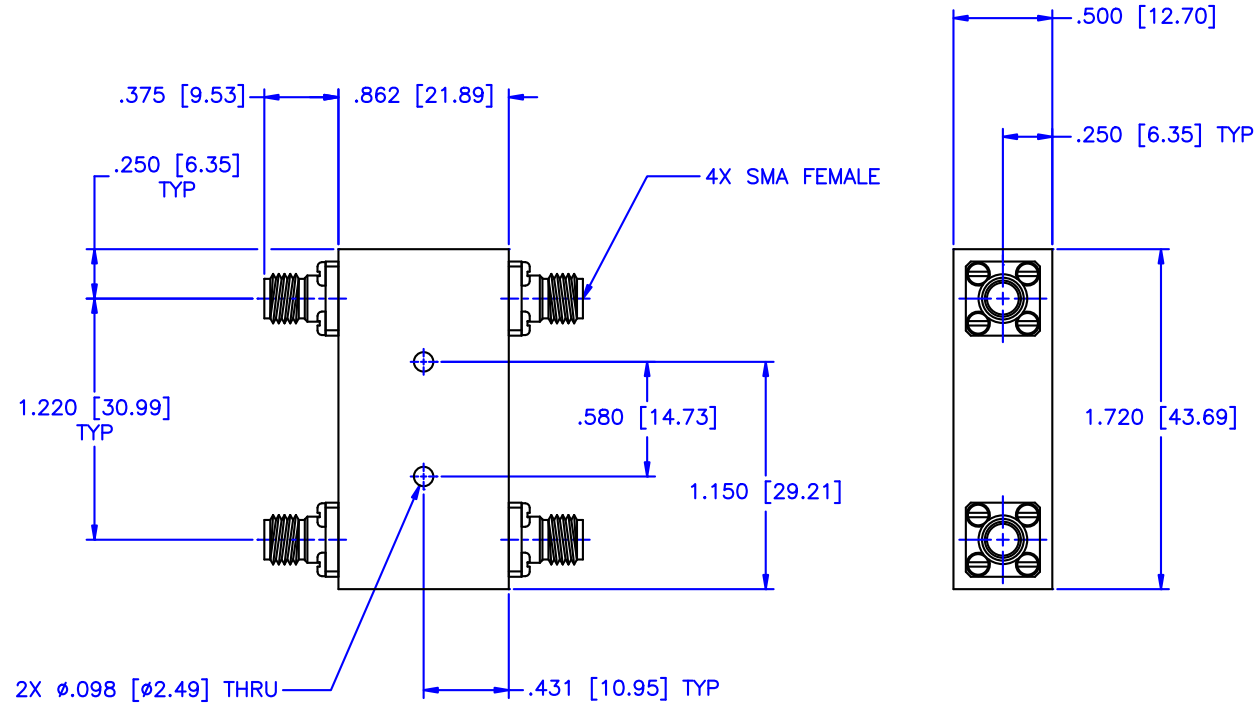 .500 [12.70]
.375 [9.53]
.862 [21.89]
.250 [6.35] TYP
.250 [6.35]
TYP
4X SMA FEMALE
1.220 [30.99]
TYP
.580 [14.73]
1.720 [43.69]
1.150 [29.21]
2X ø.098 [ø2.49] THRU
.431 [10.95] TYP